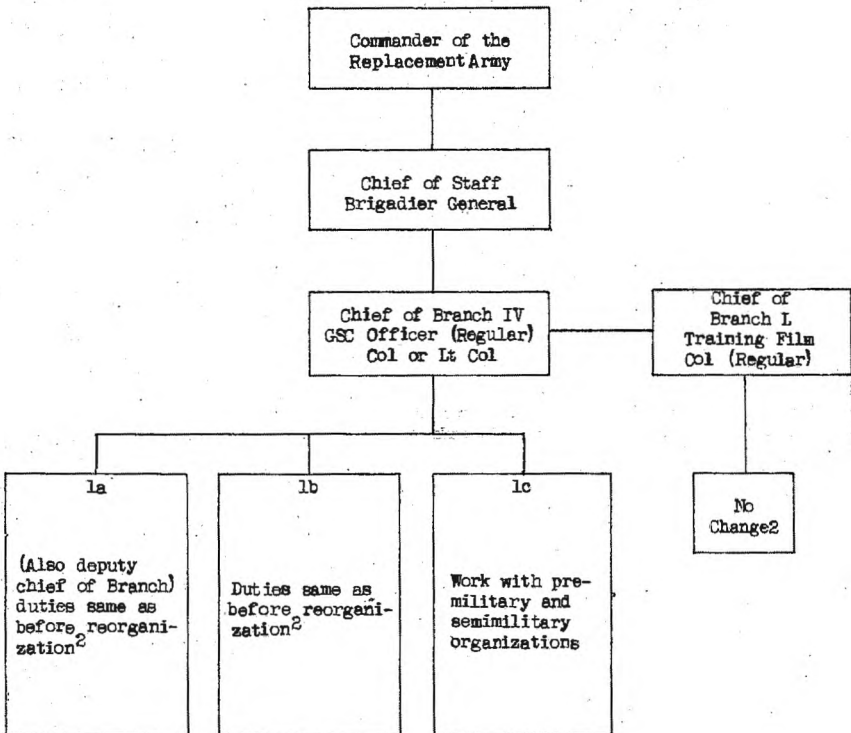 Commander of the
Replacement Army
Chief of Staff
Brigadier General
Chief of Branch IV
GSC Officer (Regular)
Col or Lt Col
Chief of
Branch L
Training Film
Col (Regular)
1a
(Also deputy
chief of Branch)
duties same as
before reorgani-
zation2
1b
Duties same as
before reorgani-
zation2
1c
Work with pre-
military and
semimilitary
organizations
No
Change2